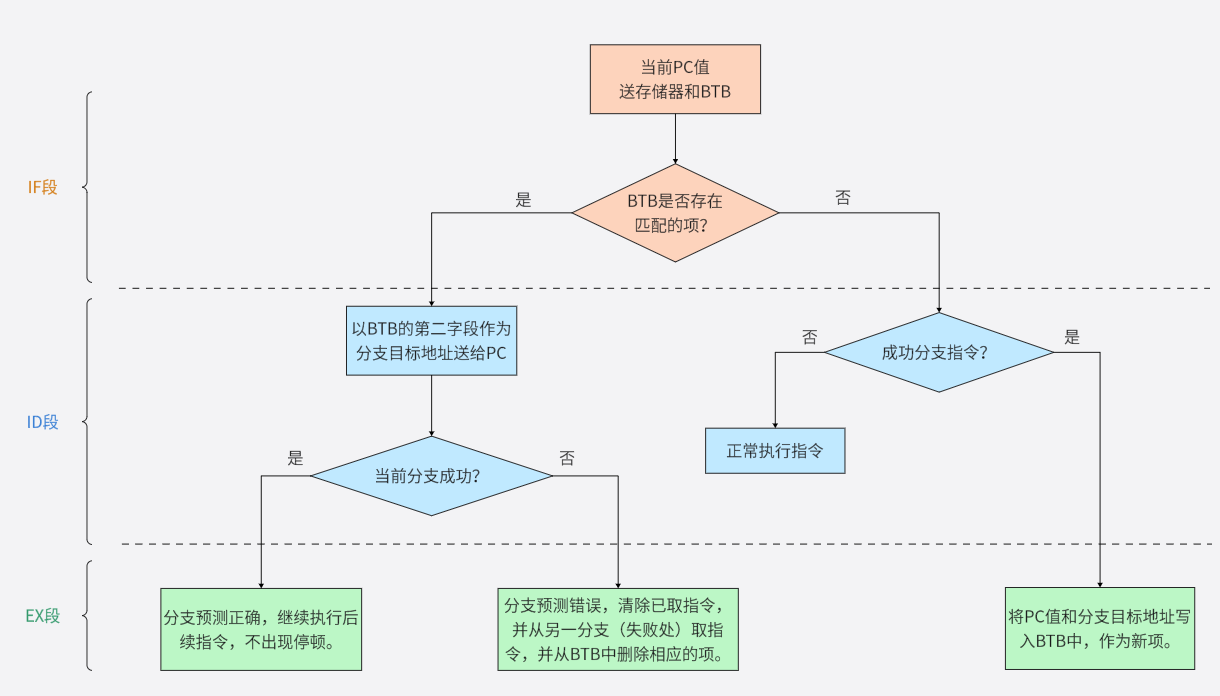 当前PC值
送存储器和BTB
IF段
是
BTB是否存在
匹配的项？
否
以BTB的第二字段作为
分支目标地址送给PC
否
成功分支指令？
是
ID段
正常执行指令
是
当前分支成功？
否
EX段
分支预测正确，继续执行后
续指令，不出现停顿。
分支预测错误，清除已取指令，
并从另一分支（失败处）取指
令，并从BTB中删除相应的项。
将PC值和分支目标地址写
入BTB中，作为新项。